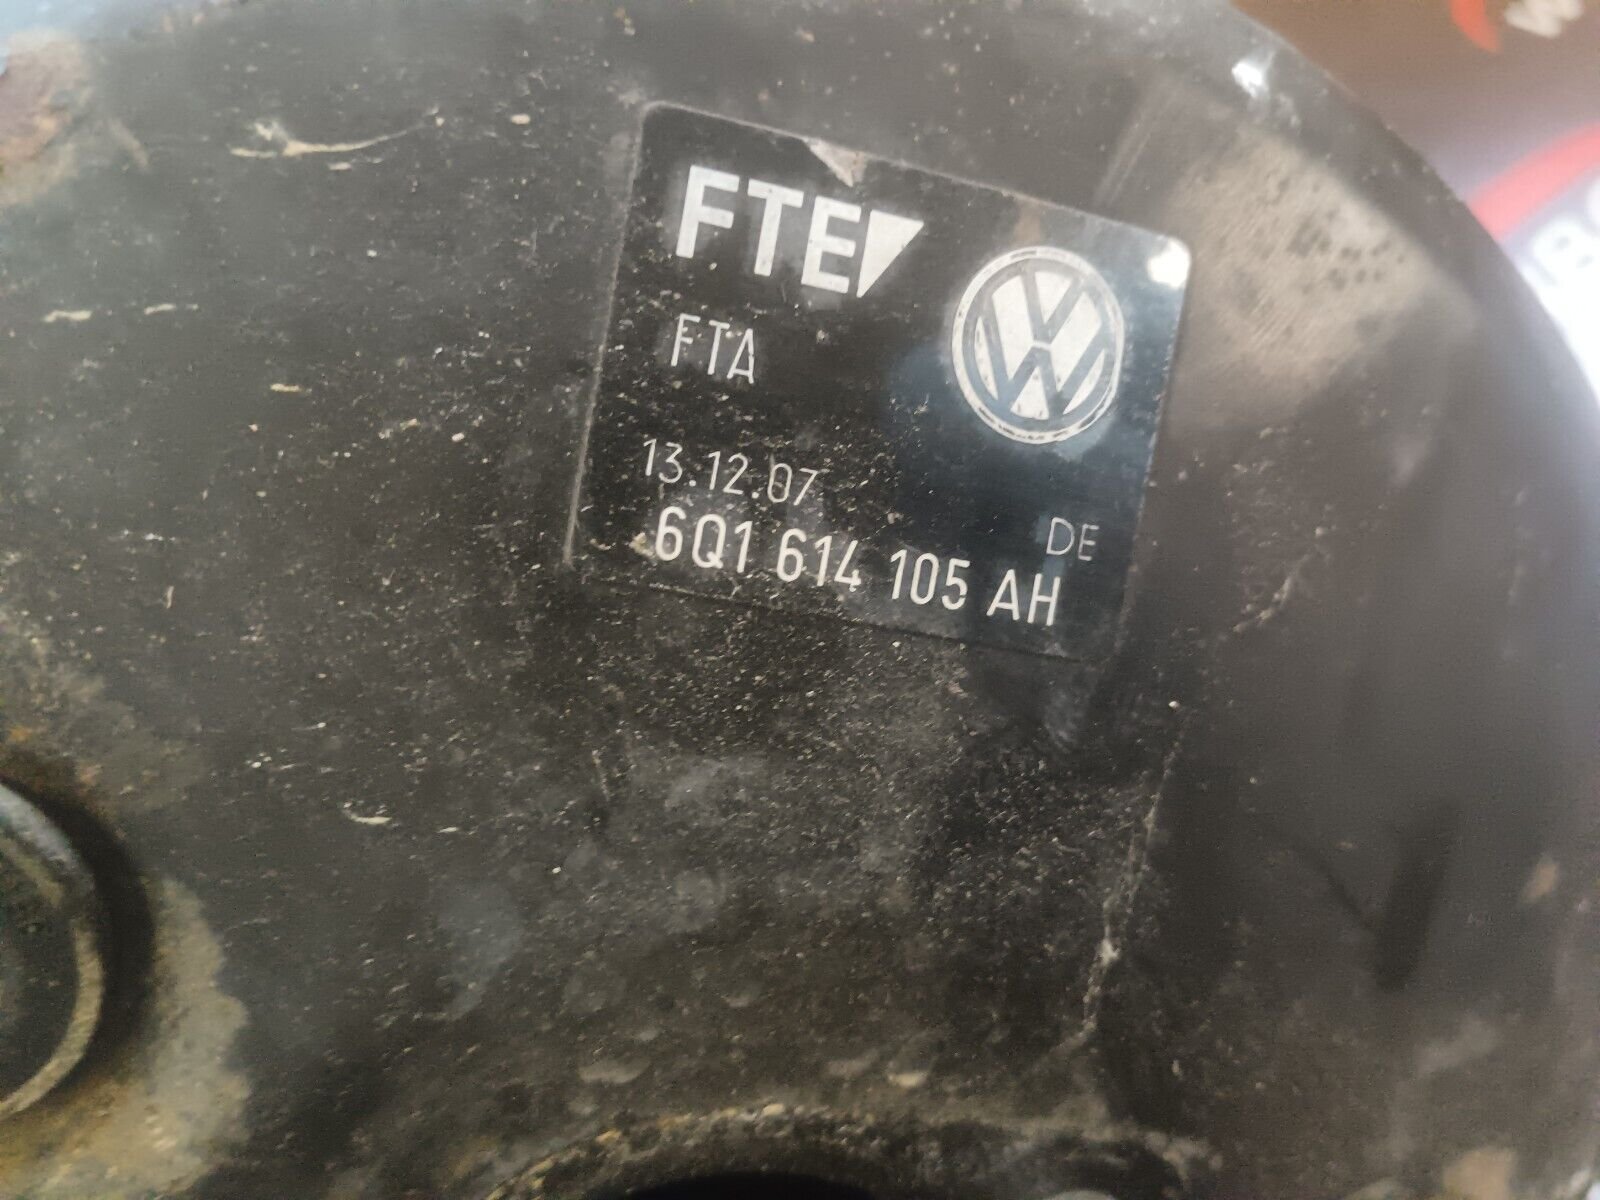 FTE
FTA
13.12.07
DE
6Q1 614 105 AH